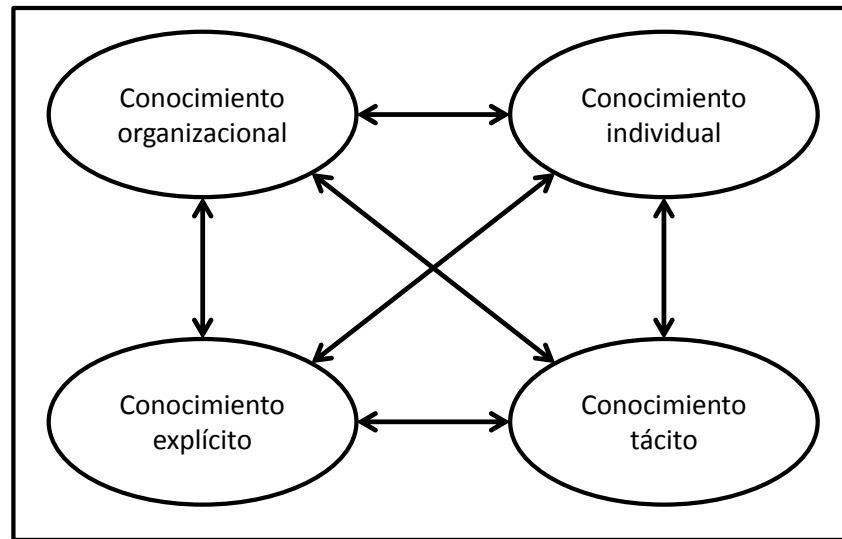 Conocimiento
organizacional
Conocimiento
individual
Conocimiento
explícito
Conocimiento
tácito